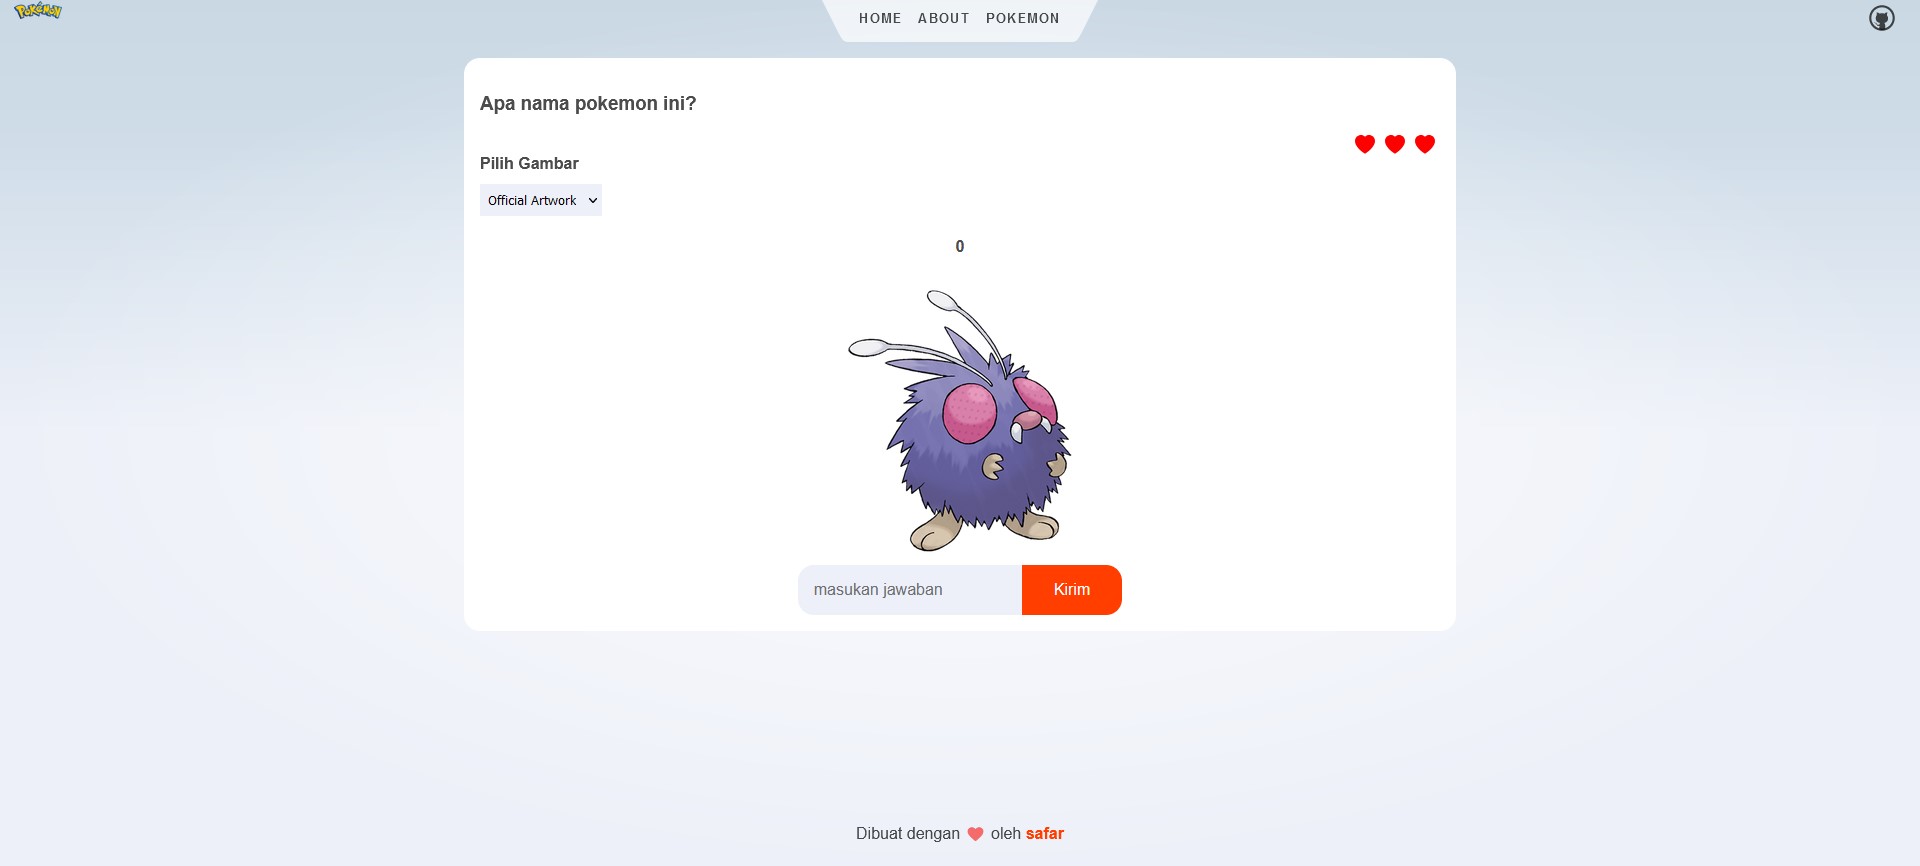 Pokémon
HOME ABOUT POKEMON
Apa nama pokemon ini?
Pilih Gambar
Official Artwork
0
masukan jawaban
Kirim
Dibuat dengan oleh safar